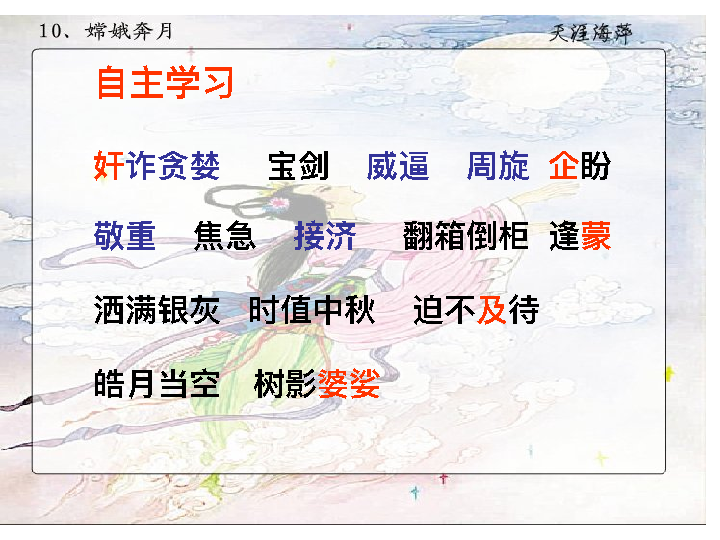 10、嫦娥奔月 天涯海萍
自主学习
奸诈贪婪 宝剑 威逼 周旋 企盼
敬重 焦急 接济 翻箱倒柜 逢蒙
洒满银灰 时值中秋 迫不及待
皓月当空 树影婆娑